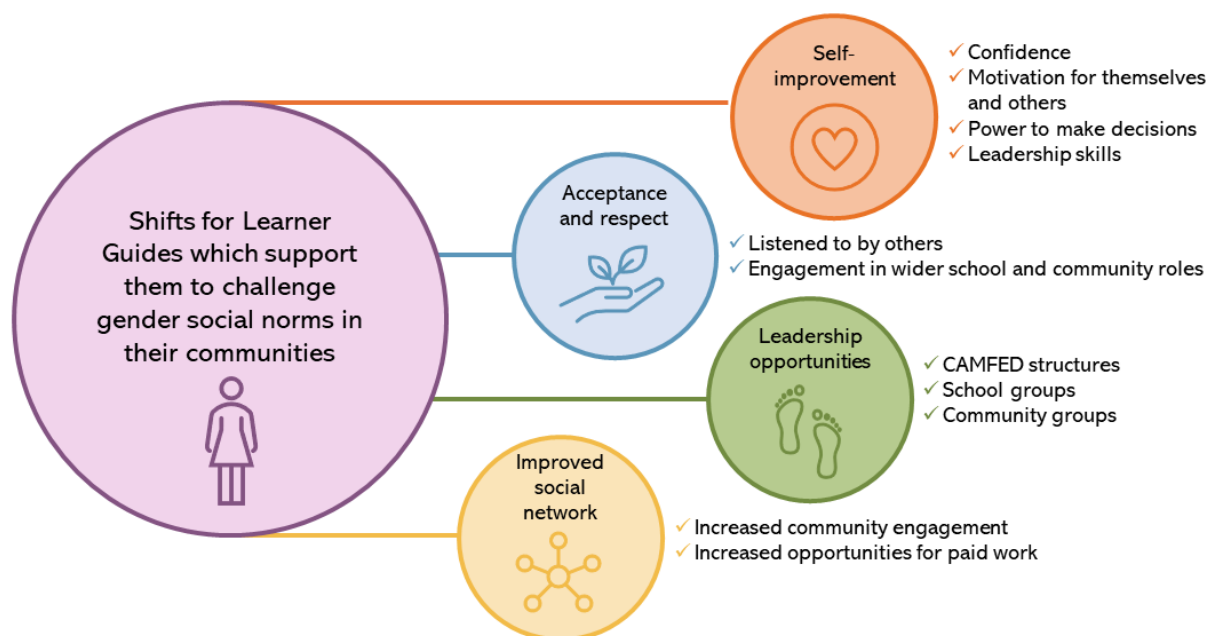 Shifts for Learner
Guides which support
them to challenge
gender social norms in
their communities
Self-
improvement
✓ Confidence
✓ Motivation for themselves
and others
✓ Power to make decisions
✓ Leadership skills
Acceptance
and respect
✓ Listened to by others
✓ Engagement in wider school and community roles
Leadership
opportunities
✓ CAMFED structures
✓ School groups
✓ Community groups
Improved
social
network
✓ Increased community engagement
✓ Increased opportunities for paid work